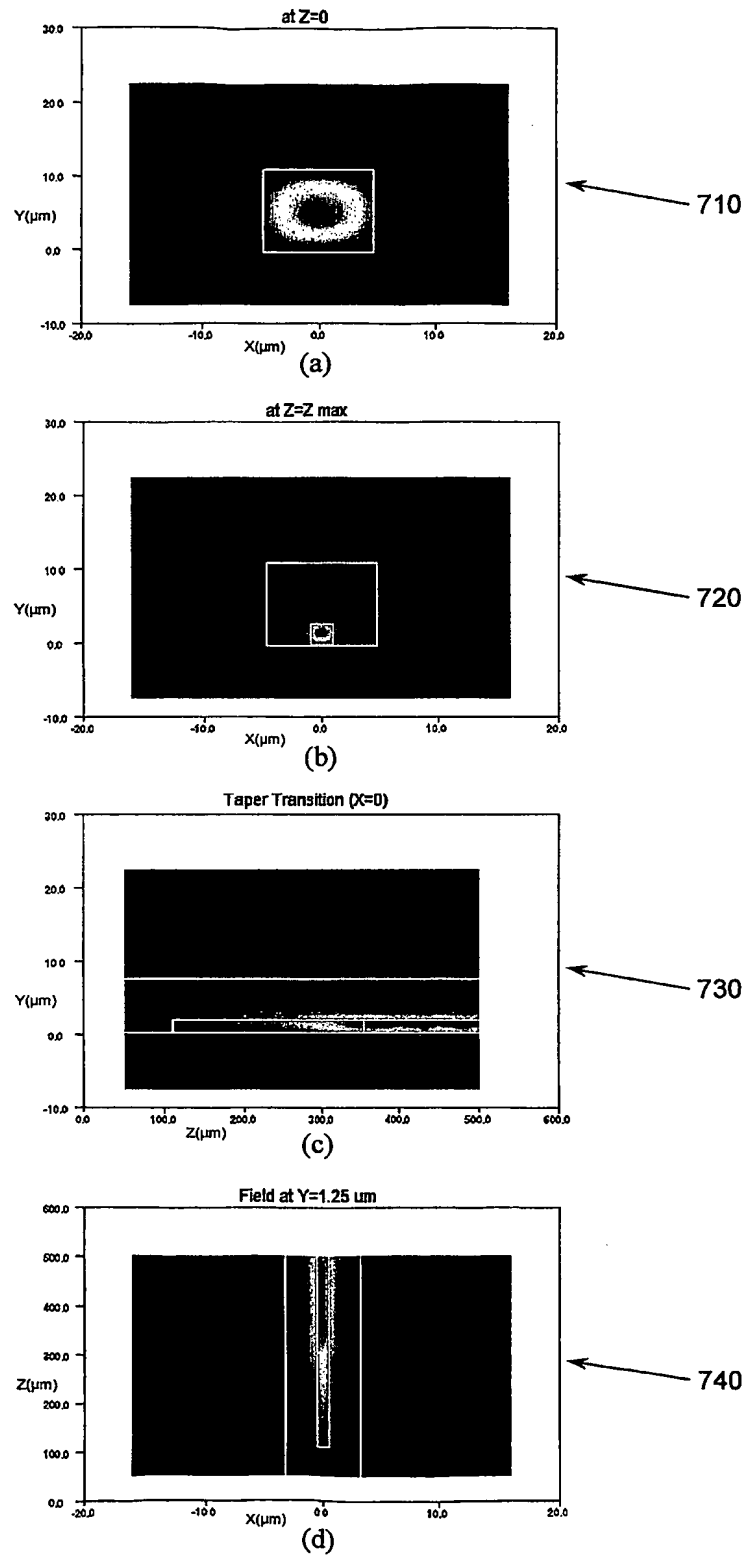 at Z=0
30.0
20.0
10.0
Y(µm)
0.0
-10.0
-20.0 -10.0 0.0 10.0 20.0
X(µm)
(a)
710
at Z=Z max
30.0
20.0
10.0
Y(µm)
0.0
-10.0
-20.0 -10.0 0.0 10.0 20.0
X(µm)
(b)
720
Taper Transition (X=0)
30.0
20.0
10.0
Y(µm)
0.0
-10.0
0.0 100.0 200.0 300.0 400.0 500.0 600.0
Z(µm)
(c)
730
Field at Y=1.25 um
600.0
500.0
400.0
300.0
Z(µm)
200.0
100.0
0.0
-20.0 -10.0 0.0 10.0 20.0
X(µm)
(d)
740